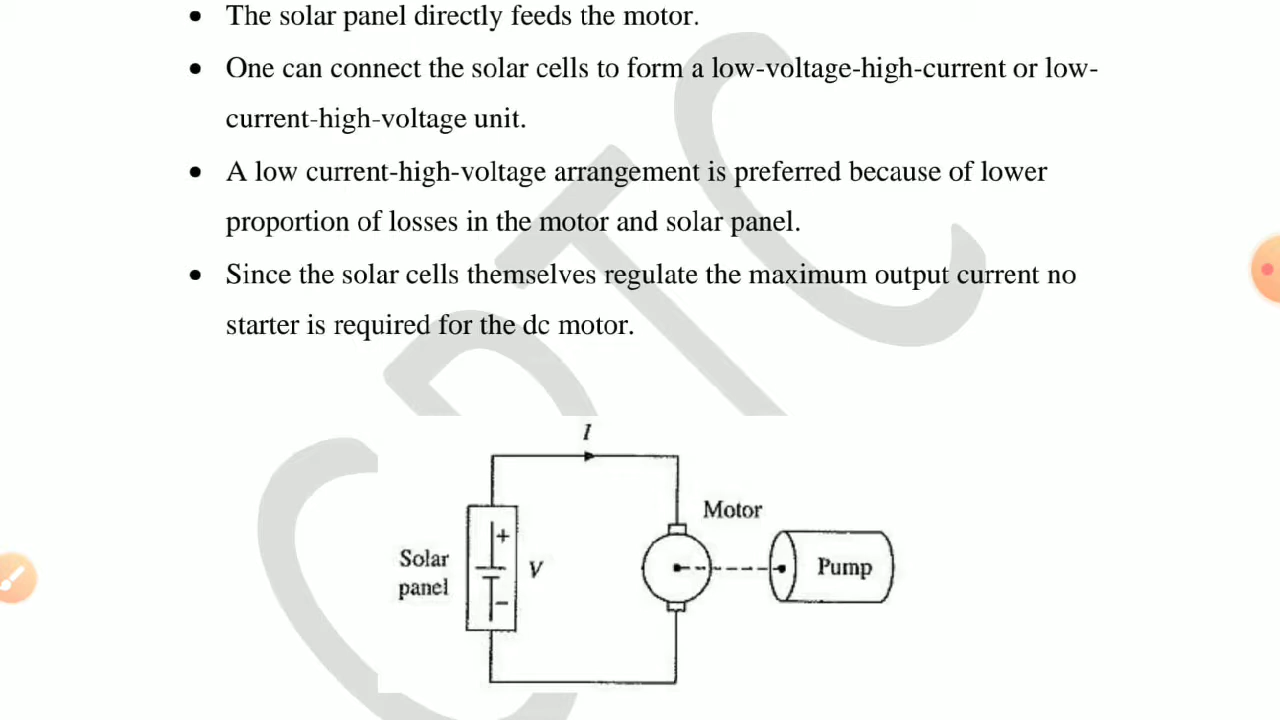 • The solar panel directly feeds the motor.
• One can connect the solar cells to form a low-voltage-high-current or low-
current-high-voltage unit.
• A low current-high-voltage arrangement is preferred because of lower
proportion of losses in the motor and solar panel.
• Since the solar cells themselves regulate the maximum output current no
starter is required for the dc motor.
I
Motor
Solar
panel
+
-
V
Pump
CPTC